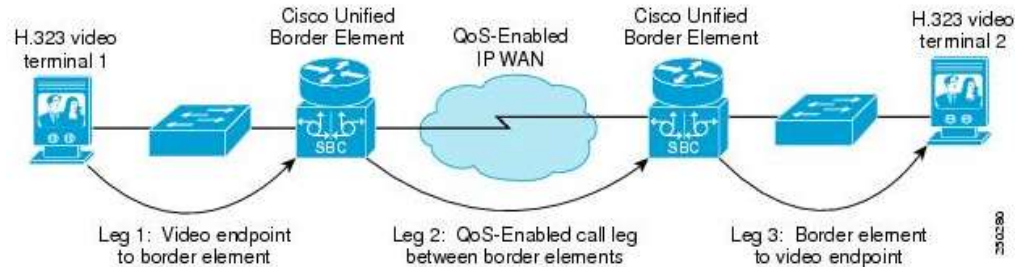 H.323 video
terminal 1
Cisco Unified
Border Element
QoS-Enabled
IP WAN
Cisco Unified
Border Element
H.323 video
terminal 2
SBC
SBC
Leg 1: Video endpoint
to border element
Leg 2: QoS-Enabled call leg
between border elements
Leg 3: Border element
to video endpoint
250280